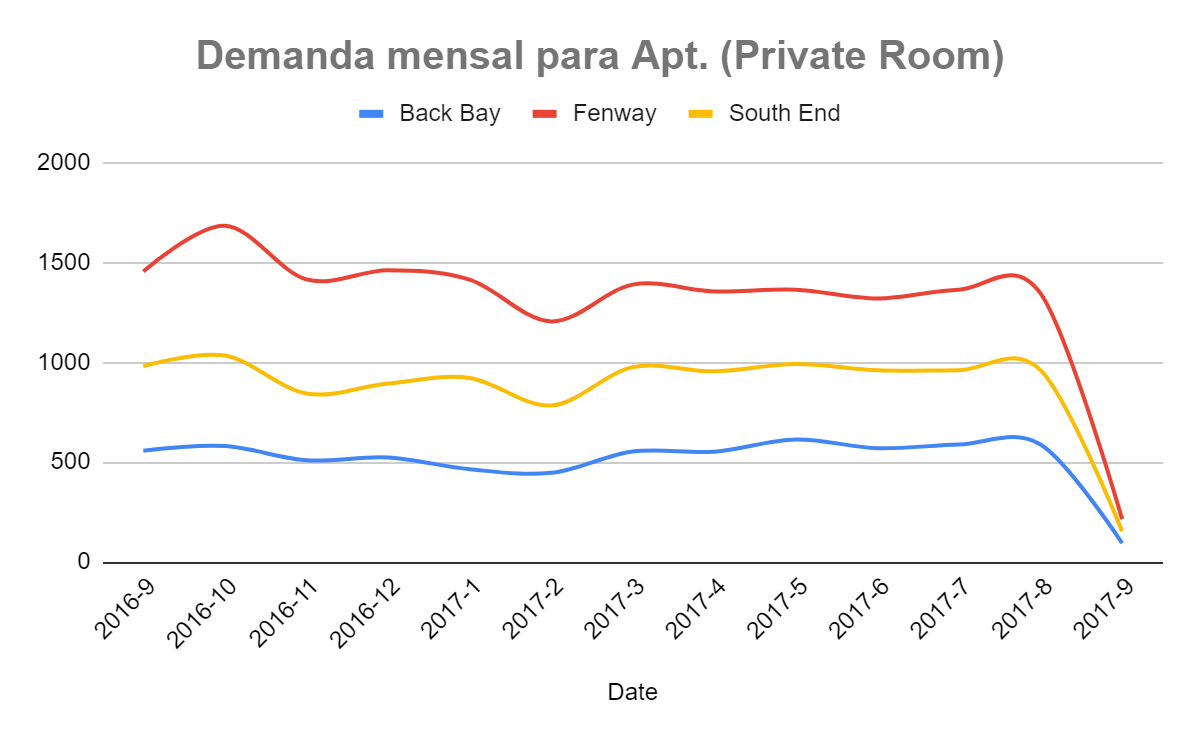 Demanda mensal para Apt. (Private Room)
Back Bay Fenway South End
2000
1500
1000
500
0
2016-9 2016-10 2016-11 2016-12 2017-1 2017-2 2017-3 2017-4 2017-5 2017-6 2017-7 2017-8 2017-9
Date